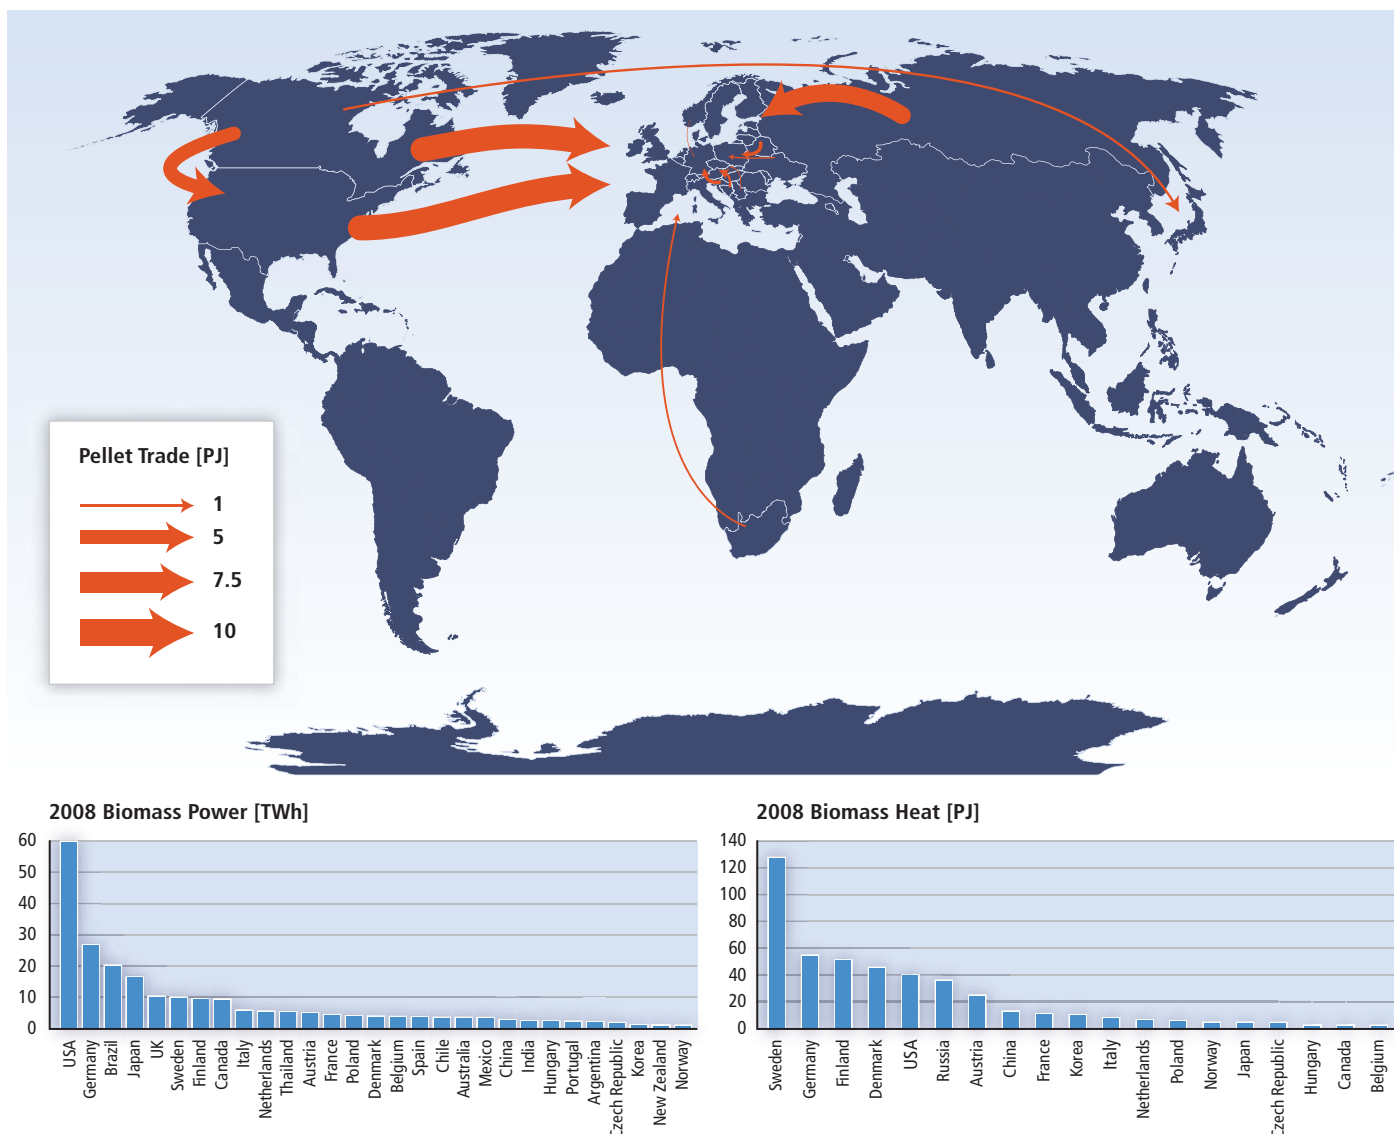 Pellet Trade [PJ]
1
5
7.5
10
2008 Biomass Power [TWh]
60
50
40
30
20
10
0
USA
Germany
Brazil
Japan
UK
Sweden
Finland
Canada
Italy
Netherlands
Thailand
Austria
France
Poland
Denmark
Belgium
Spain
Chile
Australia
Mexico
China
India
Hungary
Portugal
Argentina
Czech Republic
Korea
New Zealand
Norway
2008 Biomass Heat [PJ]
140
120
100
80
60
40
20
0
Sweden
Germany
Finland
Denmark
USA
Russia
Austria
China
France
Korea
Italy
Netherlands
Poland
Norway
Japan
Czech Republic
Hungary
Canada
Belgium